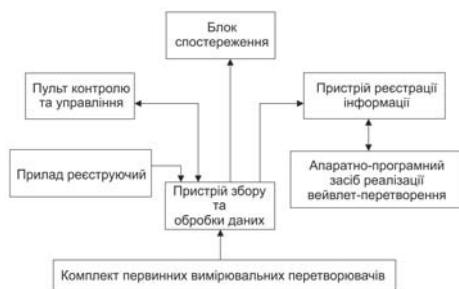 Блок
спостереження
Пульт контролю
та управління
Пристрій реєстрації
інформації
Прилад реєструючий
Апаратно-програмний
засіб реалізації
вейвлет-перетворення
Пристрій збору
та
обробки даних
Комплект первинних вимірювальних перетворювачів